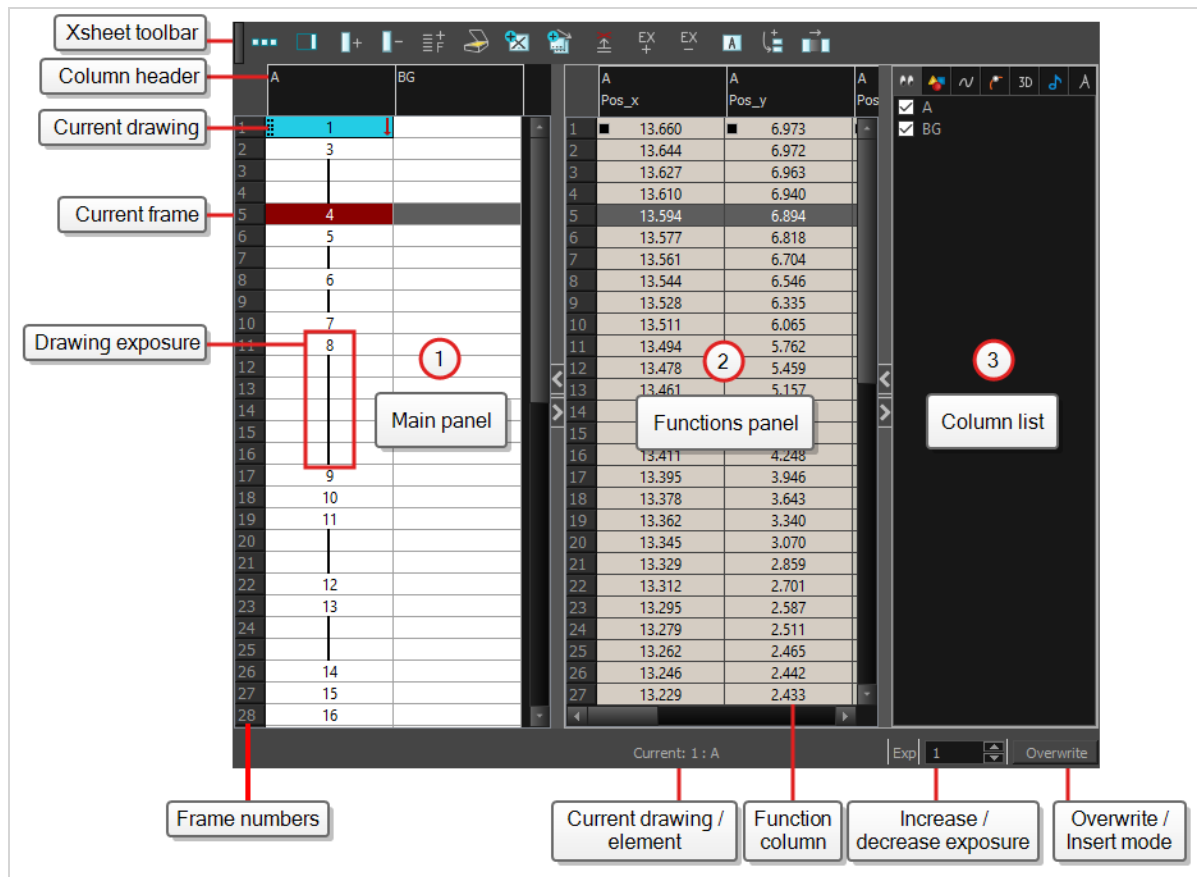 Xsheet toolbar
EX EX A
F
Column header
A BG
A A A
Pos_x Pos_y Pos
3D
A
BG
Current drawing
1 1
2 3
3
4
Current frame
5 4
6 5
7
8 6
9
10 7
Drawing exposure
11 8
12
13
14
15
16
17 9
18 10
19 11
20
21
22 12
23 13
24
25
26 14
27 15
28 16
1
Main panel
1 13.660 6.973
2 13.644 6.972
3 13.627 6.963
4 13.610 6.940
5 13.594 6.894
6 13.577 6.818
7 13.561 6.704
8 13.544 6.546
9 13.528 6.335
10 13.511 6.065
11 13.494 5.762
12 13.478 5.459
13 13.461 5.157
14
15
16 13.411 4.248
17 13.395 3.946
18 13.378 3.643
19 13.362 3.340
20 13.345 3.070
21 13.329 2.859
22 13.312 2.701
23 13.295 2.587
24 13.279 2.511
25 13.262 2.465
26 13.246 2.442
27 13.229 2.433
2
Functions panel
3
Column list
Current: 1 : A
Exp 1 Overwrite
Frame numbers
Current drawing /
element
Function
column
Increase /
decrease exposure
Overwrite /
Insert mode